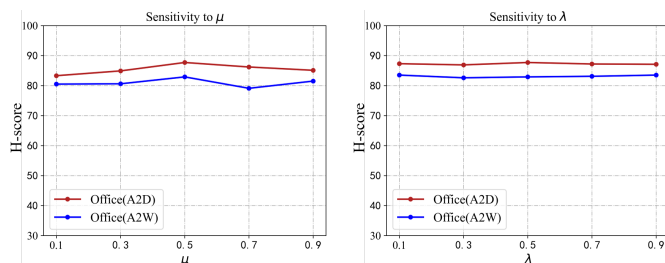 Sensitivity to μ
H-score
100
90
80
70
60
50
40
30
Office(A2D)
Office(A2W)
0.1 0.3 0.5 0.7 0.9
μ
Sensitivity to λ
H-score
100
90
80
70
60
50
40
30
Office(A2D)
Office(A2W)
0.1 0.3 0.5 0.7 0.9
λ